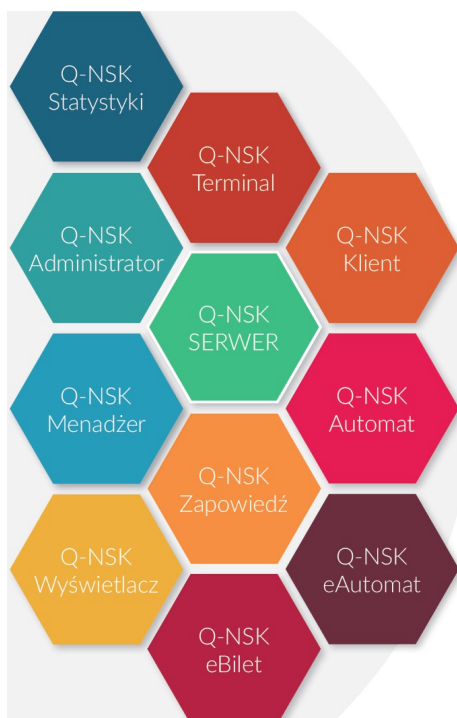 Q-NSK
Statystyki
Q-NSK
Terminal
Q-NSK
Administrator
Q-NSK
Klient
Q-NSK
SERWER
Q-NSK
Menadżer
Q-NSK
Automat
Q-NSK
Zapowiedź
Q-NSK
Wyświetlacz
Q-NSK
eAutomat
Q-NSK
eBilet